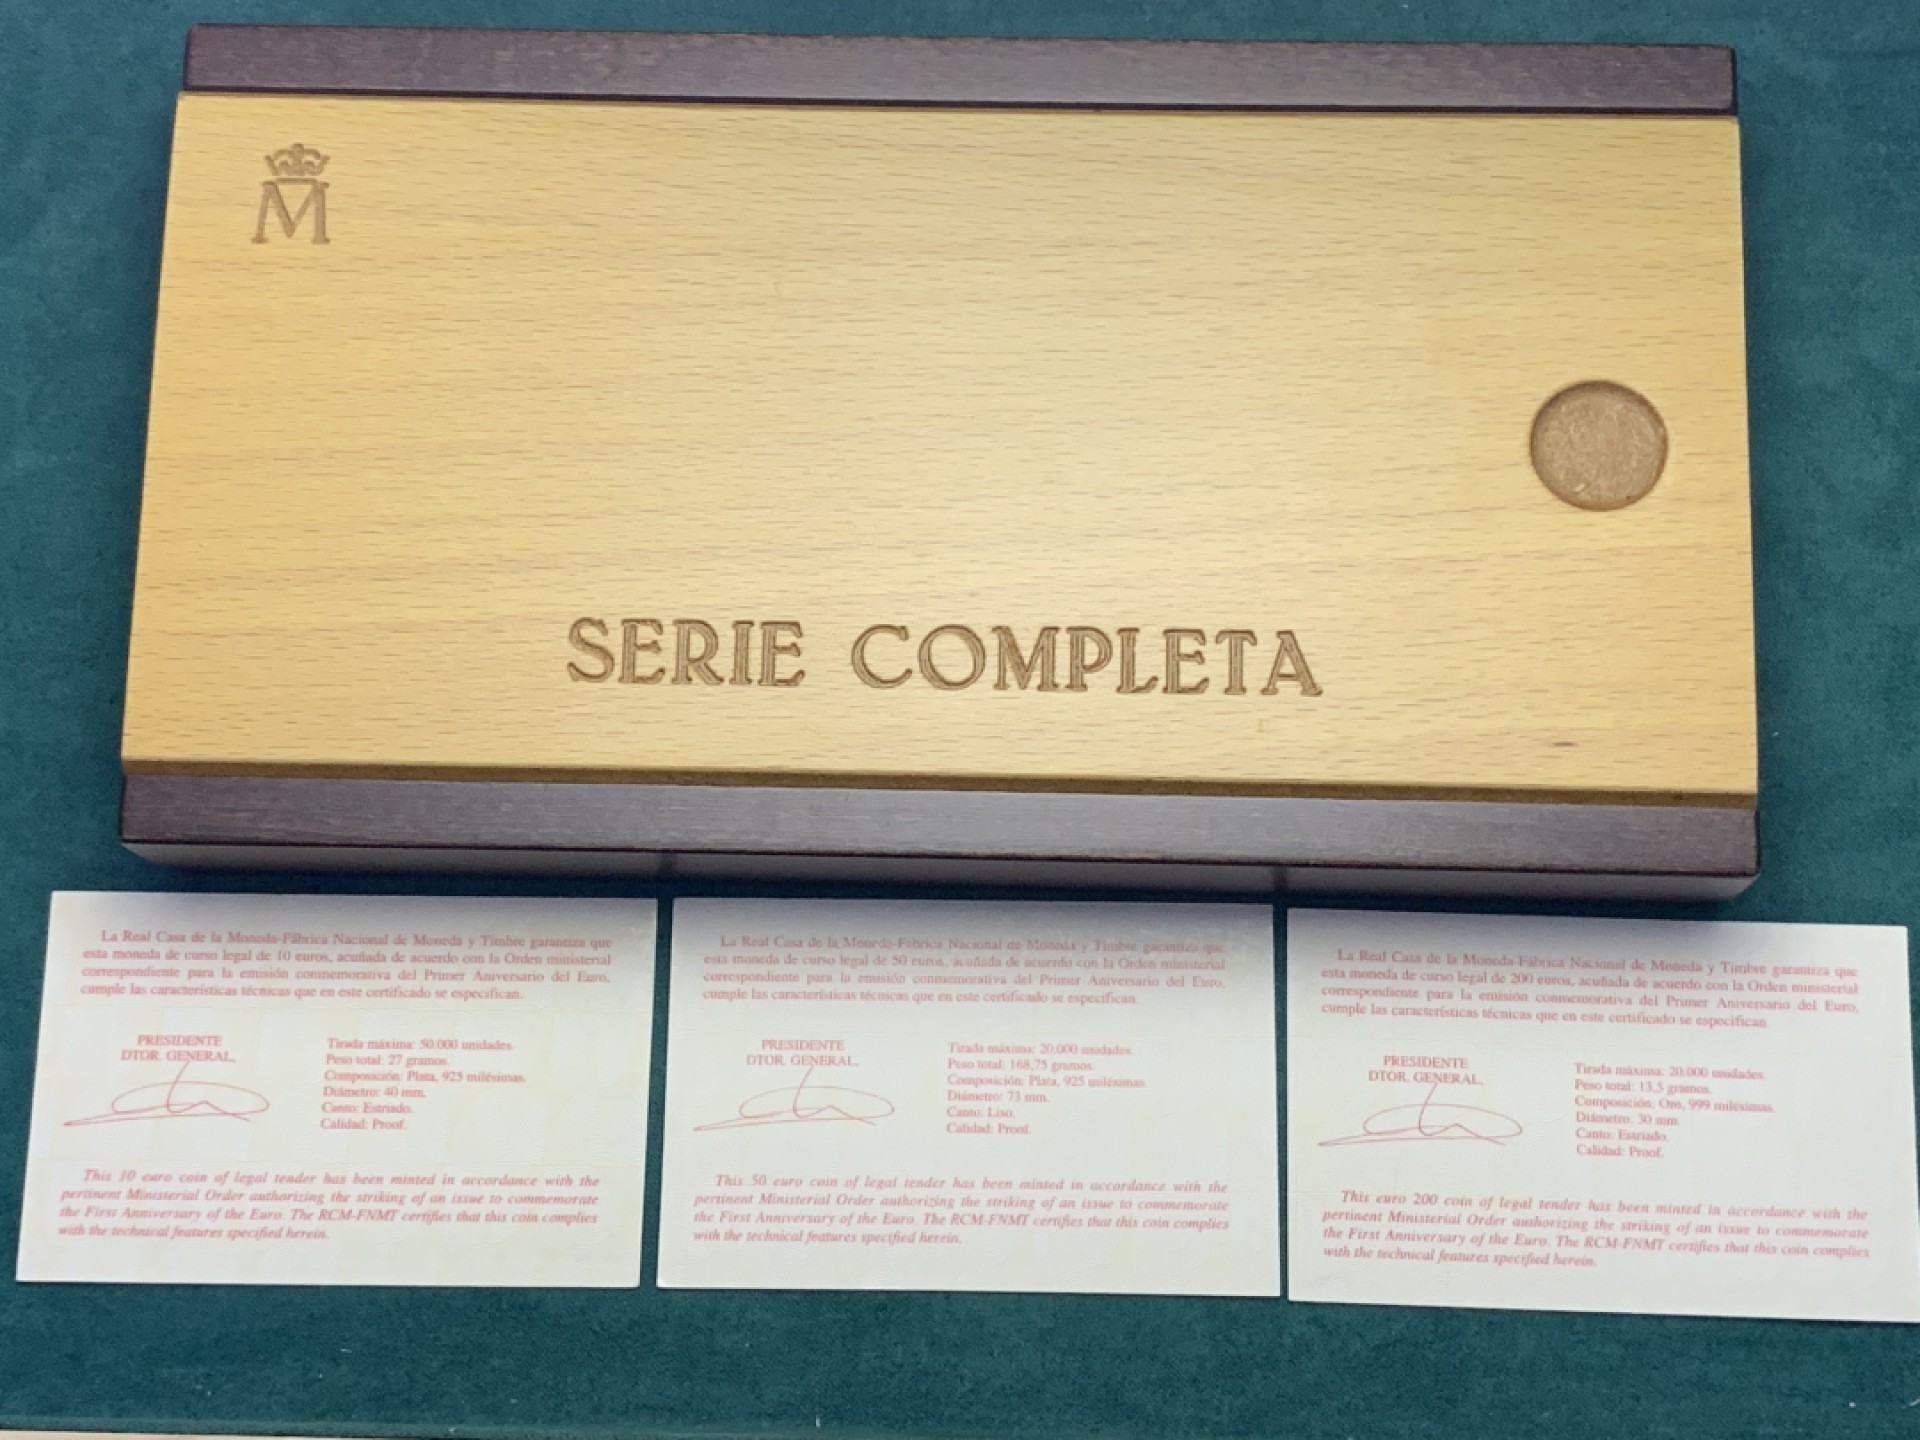 M
SERIE COMPLETA
La Real Casa de la Moneda-Fábrica Nacional de Moneda y Timbre garantiza que
esta moneda de curso legal de 10 euros, acuñada de acuerdo con la Orden ministerial
correspondiente para la emisión conmemorativa del Primer Aniversario del Euro,
cumple las características técnicas que en este certificado se especifican.
PRESIDENTE
DTOR. GENERAL,
Tirada máxima: 50.000 unidades.
Peso total: 27 gramos.
Composición: Plata, 925 milésimas.
Diámetro: 40 mm.
Canto: Estriado.
Calidad: Proof.
This 10 euro coin of legal tender has been minted in accordance with the
pertinent Ministerial Order authorizing the striking of an issue to commemorate
the First Anniversary of the Euro. The RCM-FNMT certifies that this coin complies
with the technical features specified herein.
La Real Casa de la Moneda-Fábrica Nacional de Moneda y Timbre garantiza que
esta moneda de curso legal de 50 euros, acuñada de acuerdo con la Orden ministerial
correspondiente para la emisión conmemorativa del Primer Aniversario del Euro,
cumple las características técnicas que en este certificado se especifican.
PRESIDENTE
DTOR. GENERAL,
Tirada máxima: 20.000 unidades.
Peso total: 168,75 gramos.
Composición: Plata, 925 milésimas.
Diámetro: 73 mm.
Canto: Liso.
Calidad: Proof.
This 50 euro coin of legal tender has been minted in accordance with the
pertinent Ministerial Order authorizing the striking of an issue to commemorate
the First Anniversary of the Euro. The RCM-FNMT certifies that this coin complies
with the technical features specified herein.
La Real Casa de la Moneda-Fábrica Nacional de Moneda y Timbre garantiza que
esta moneda de curso legal de 200 euros, acuñada de acuerdo con la Orden ministerial
correspondiente para la emisión conmemorativa del Primer Aniversario del Euro,
cumple las características técnicas que en este certificado se especifican.
PRESIDENTE
DTOR. GENERAL,
Tirada máxima: 20.000 unidades.
Peso total: 13,5 gramos.
Composición: Oro, 999 milésimas.
Diámetro: 30 mm.
Canto: Estriado.
Calidad: Proof.
This euro 200 coin of legal tender has been minted in accordance with the
pertinent Ministerial Order authorizing the striking of an issue to commemorate
the First Anniversary of the Euro. The RCM-FNMT certifies that this coin complies
with the technical features specified herein.